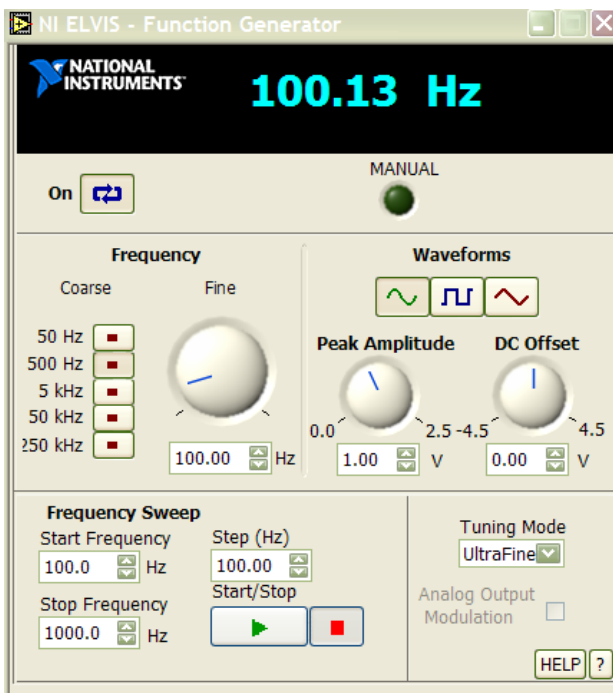 NI ELVIS - Function Generator
NATIONAL
INSTRUMENTS
100.13 Hz
MANUAL
On
Frequency
Waveforms
Coarse
Fine
50 Hz
500 Hz
5 kHz
50 kHz
250 kHz
100.00 Hz
Peak Amplitude
DC Offset
0.0 2.5
-4.5 4.5
1.00 V
0.00 V
Frequency Sweep
Start Frequency
100.0 Hz
Step (Hz)
100.00
Stop Frequency
1000.0 Hz
Start/Stop
Tuning Mode
UltraFine
Analog Output
Modulation
HELP ?